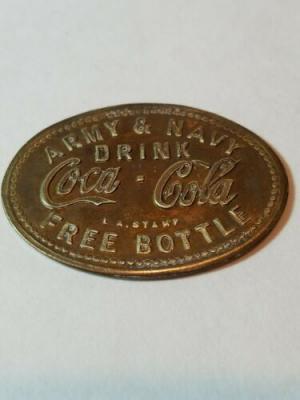 ARMY & NAVY
DRINK
Coca-Cola
L.A. STAMP
FREE BOTTLE